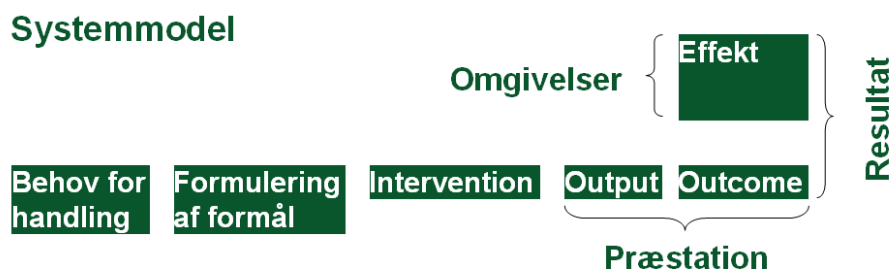 Systemmodel
Effekt
Omgivelser
Resultat
Behov for
handling
Formulering
af formål
Intervention
Output
Outcome
Præstation